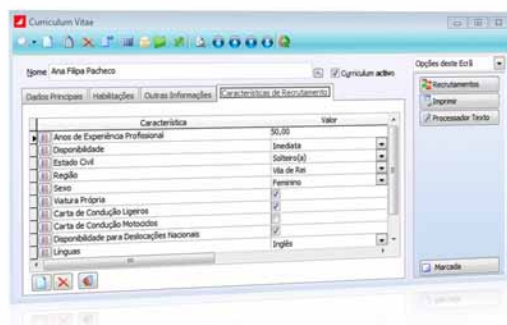 Curriculum Vitae
Nome Ana Filipa Pacheco
Curriculum activo
Opções deste Ecrã
Dados Principais Habilitações Outras Informações Características de Recrutamento
Recrutamentos
Imprimir
Processador Texto
Característica Valor
Anos de Experiência Profissional 50,00
Disponibilidade Imediata
Estado Civil Solteiro(a)
Região Vila de Rei
Sexo Feminino
Viatura Própria
Carta de Condução Ligeiros
Carta de Condução Motociclos
Disponibilidade para Deslocações Nacionais
Línguas Inglês
Marcada